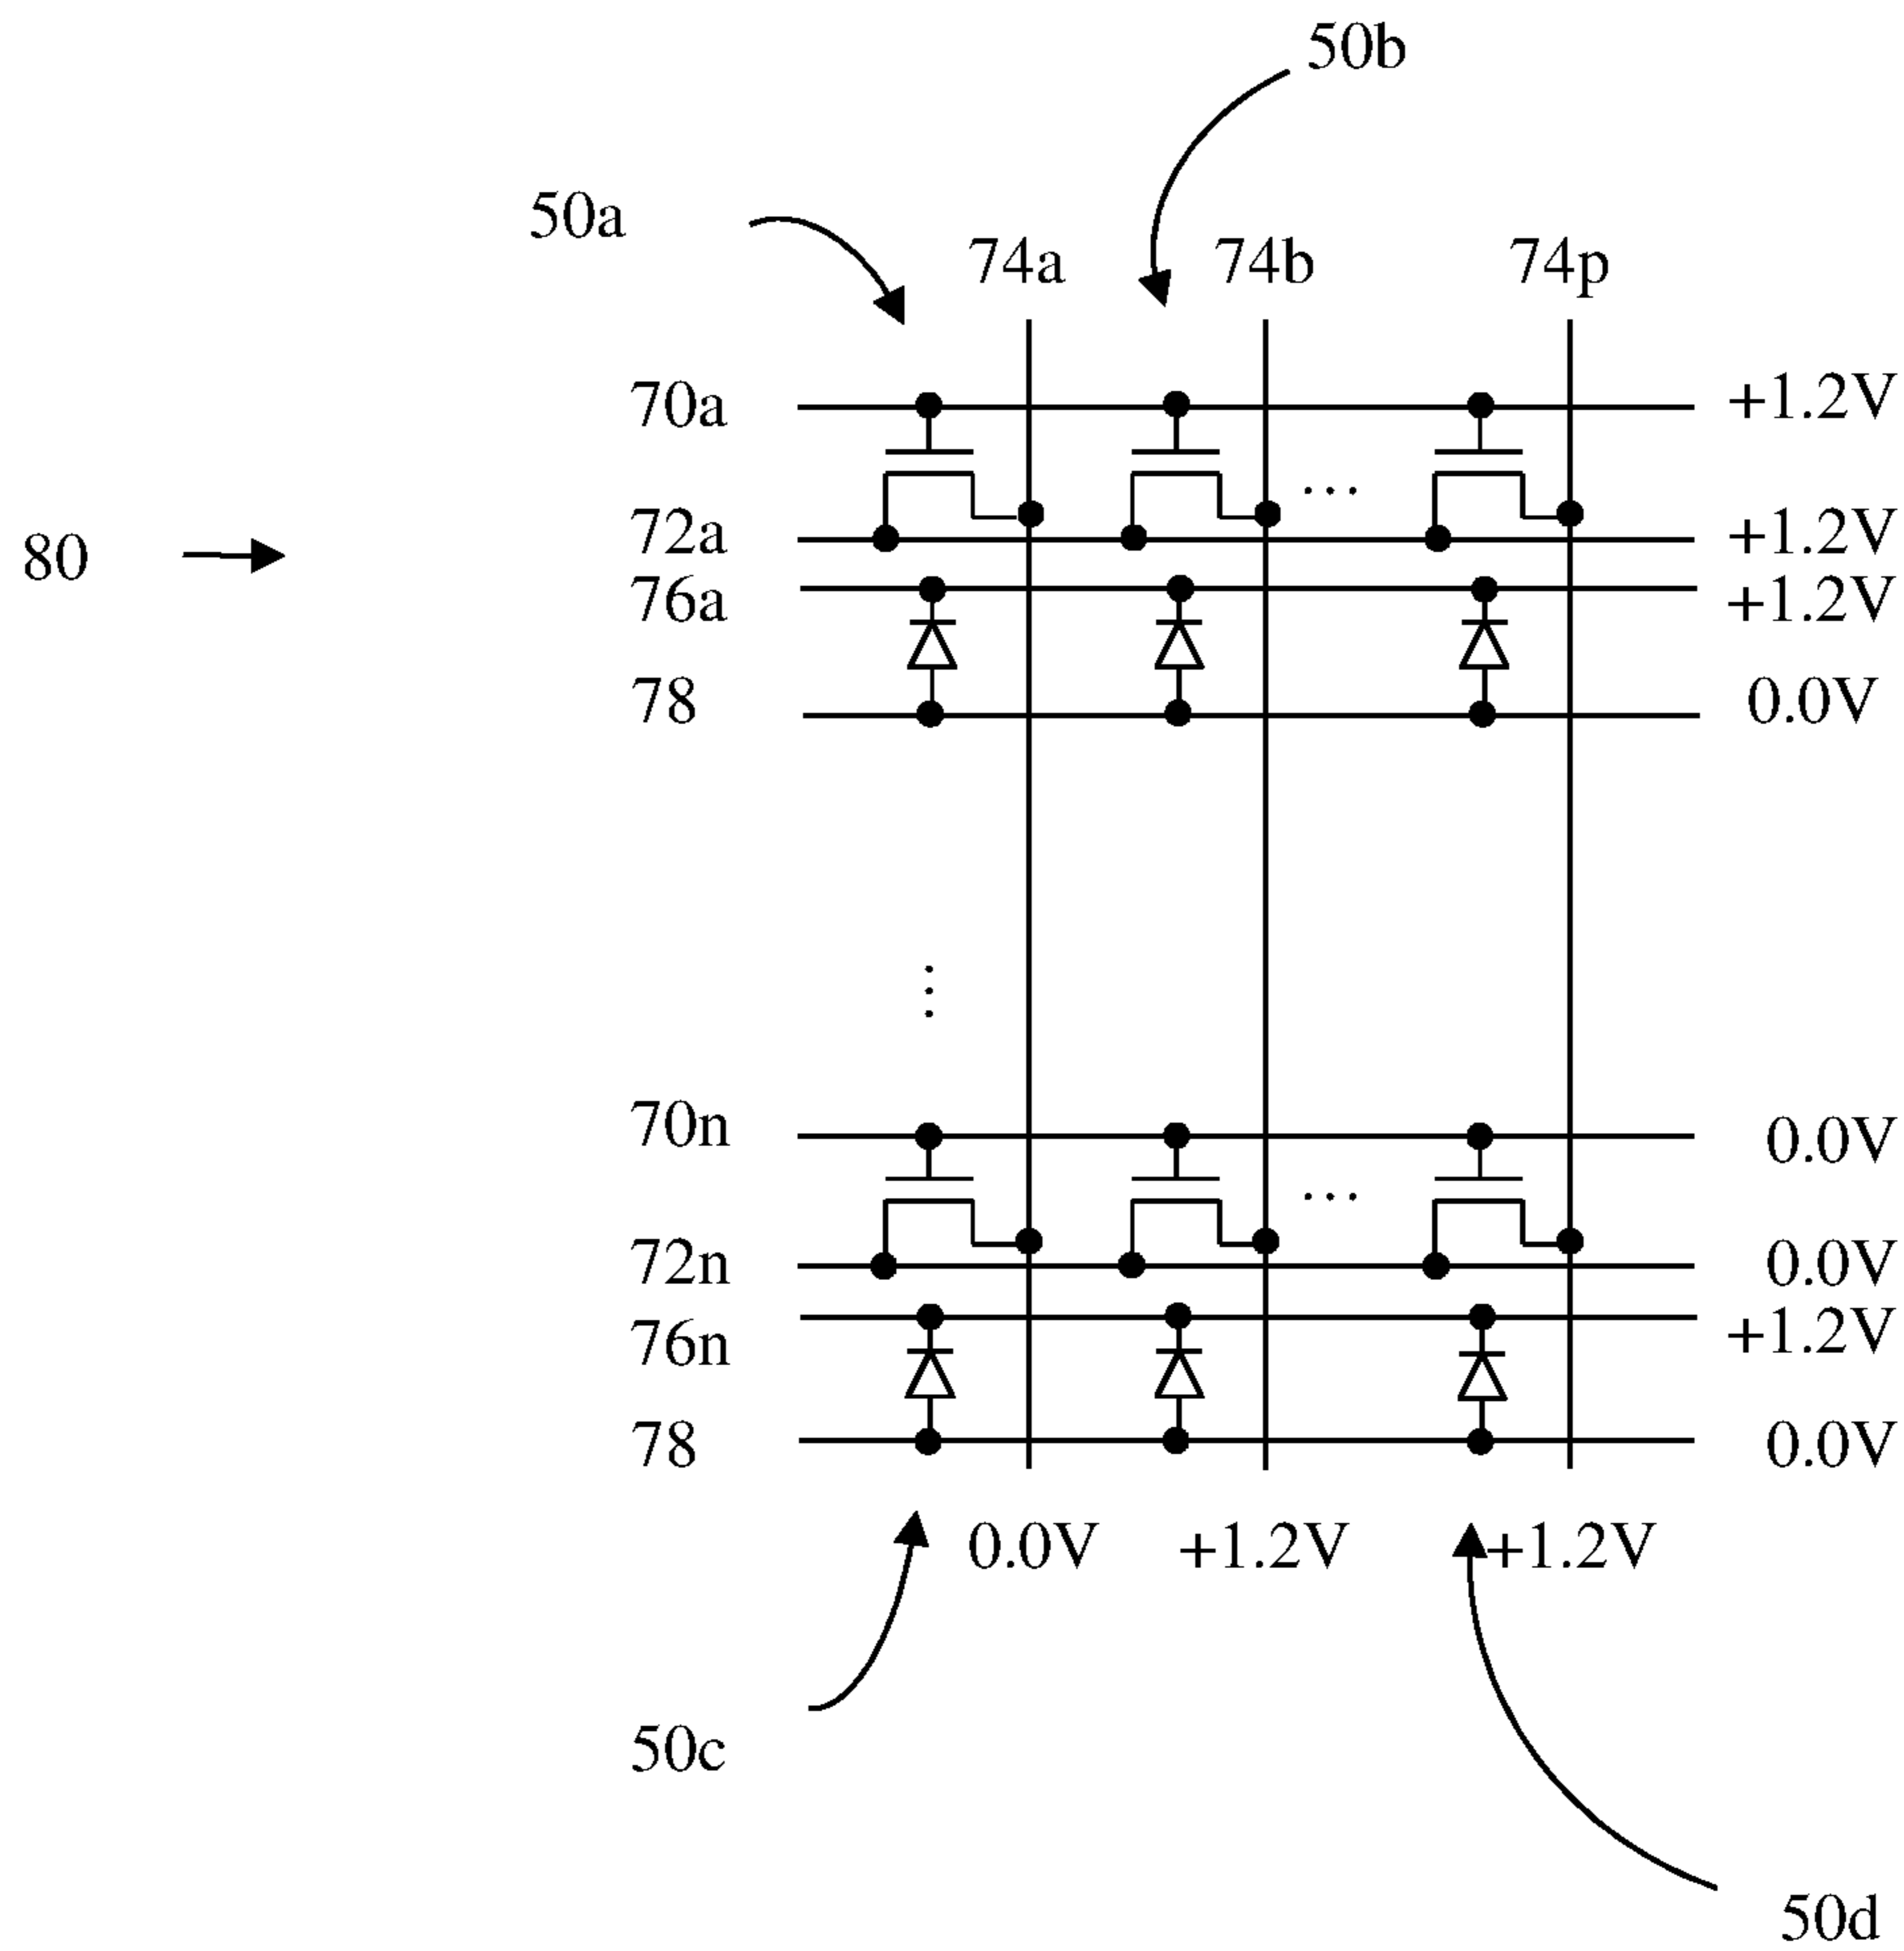 50b
50a
74a 74b 74p
70a +1.2V
...
72a +1.2V
80
76a +1.2V
78 0.0V
70n 0.0V
...
72n 0.0V
76n +1.2V
78 0.0V
0.0V +1.2V +1.2V
50c
50d